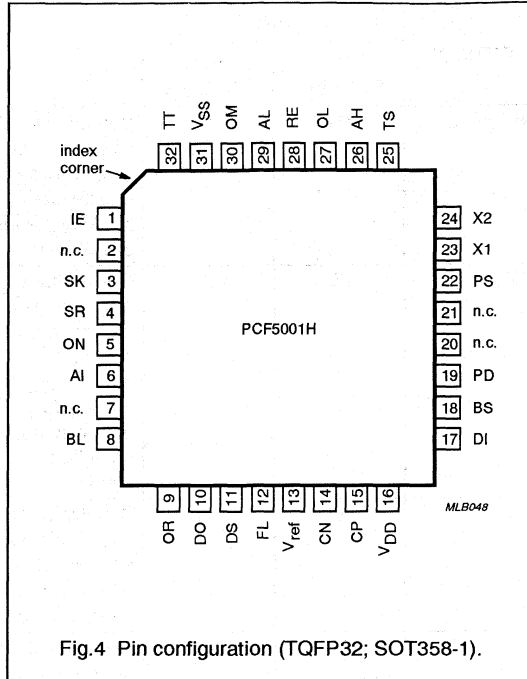 TT VSS OM AL RE OL AH TS
32 31 30 29 28 27 26 25
index
corner
IE 1
n.c. 2
SK 3
SR 4
ON 5
AI 6
n.c. 7
BL 8
PCF5001H
24 X2
23 X1
22 PS
21 n.c.
20 n.c.
19 PD
18 BS
17 DI
9 10 11 12 13 14 15 16
OR DO DS FL Vref CN CP VDD
MLB048
Fig.4 Pin configuration (TQFP32; SOT358-1).